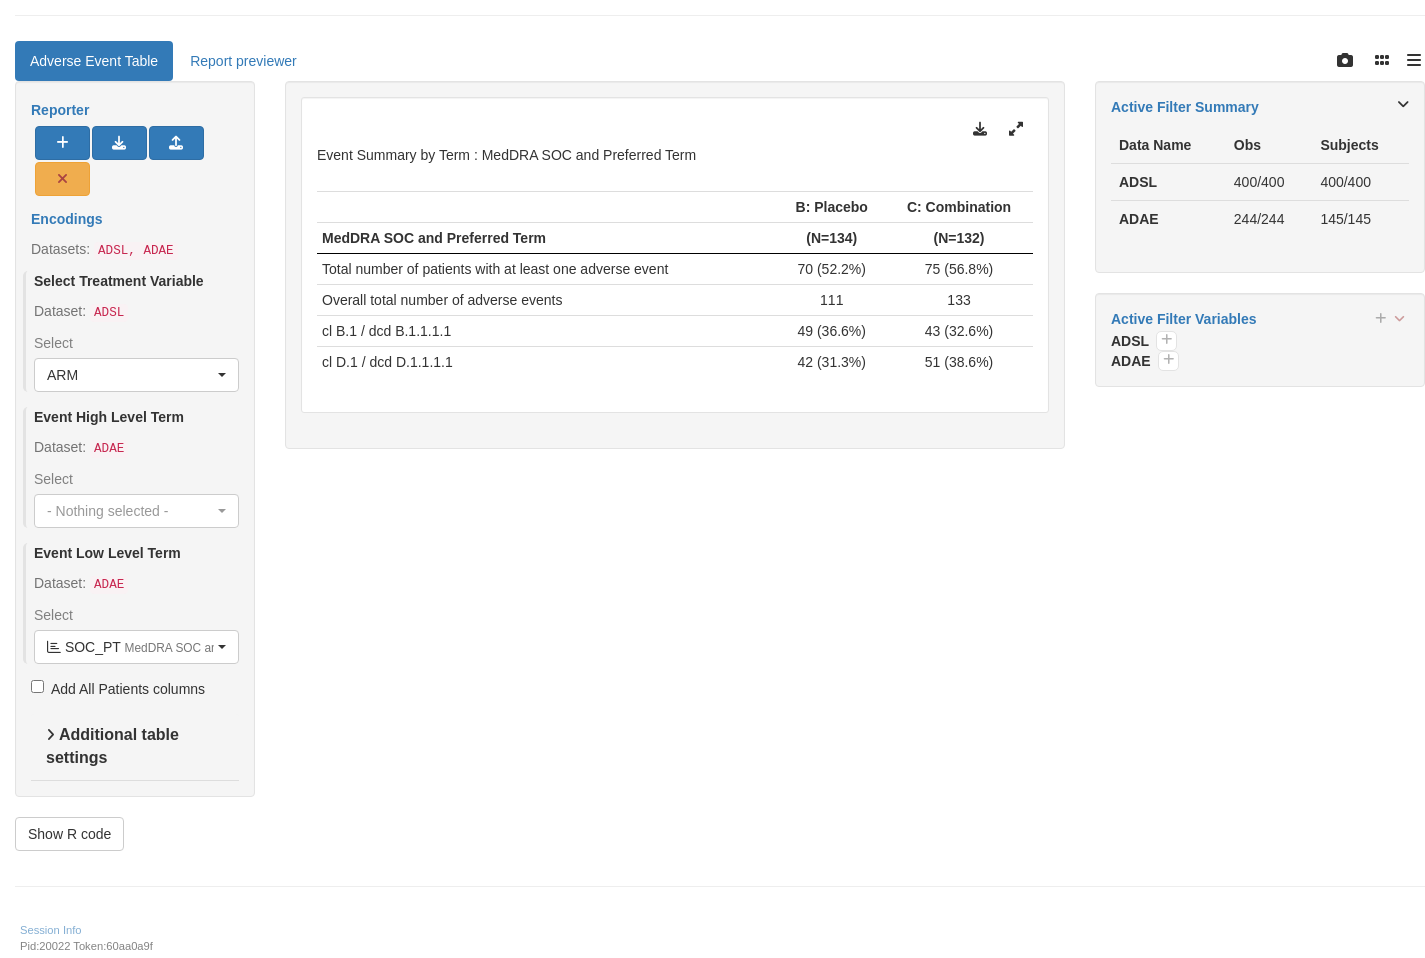 Adverse Event Table
Report previewer
Reporter
Encodings
Datasets: ADSL, ADAE
Select Treatment Variable
Dataset: ADSL
Select
ARM
Event High Level Term
Dataset: ADAE
Select
- Nothing selected -
Event Low Level Term
Dataset: ADAE
Select
SOC_PT MedDRA SOC ar
Add All Patients columns
Additional table
settings
Show R code
Event Summary by Term : MedDRA SOC and Preferred Term
B: Placebo C: Combination
MedDRA SOC and Preferred Term (N=134) (N=132)
Total number of patients with at least one adverse event 70 (52.2%) 75 (56.8%)
Overall total number of adverse events 111 133
cl B.1 / dcd B.1.1.1.1 49 (36.6%) 43 (32.6%)
cl D.1 / dcd D.1.1.1.1 42 (31.3%) 51 (38.6%)
Active Filter Summary
Data Name Obs Subjects
ADSL 400/400 400/400
ADAE 244/244 145/145
Active Filter Variables
ADSL
ADAE
Session Info
Pid:20022 Token:60aa0a9f